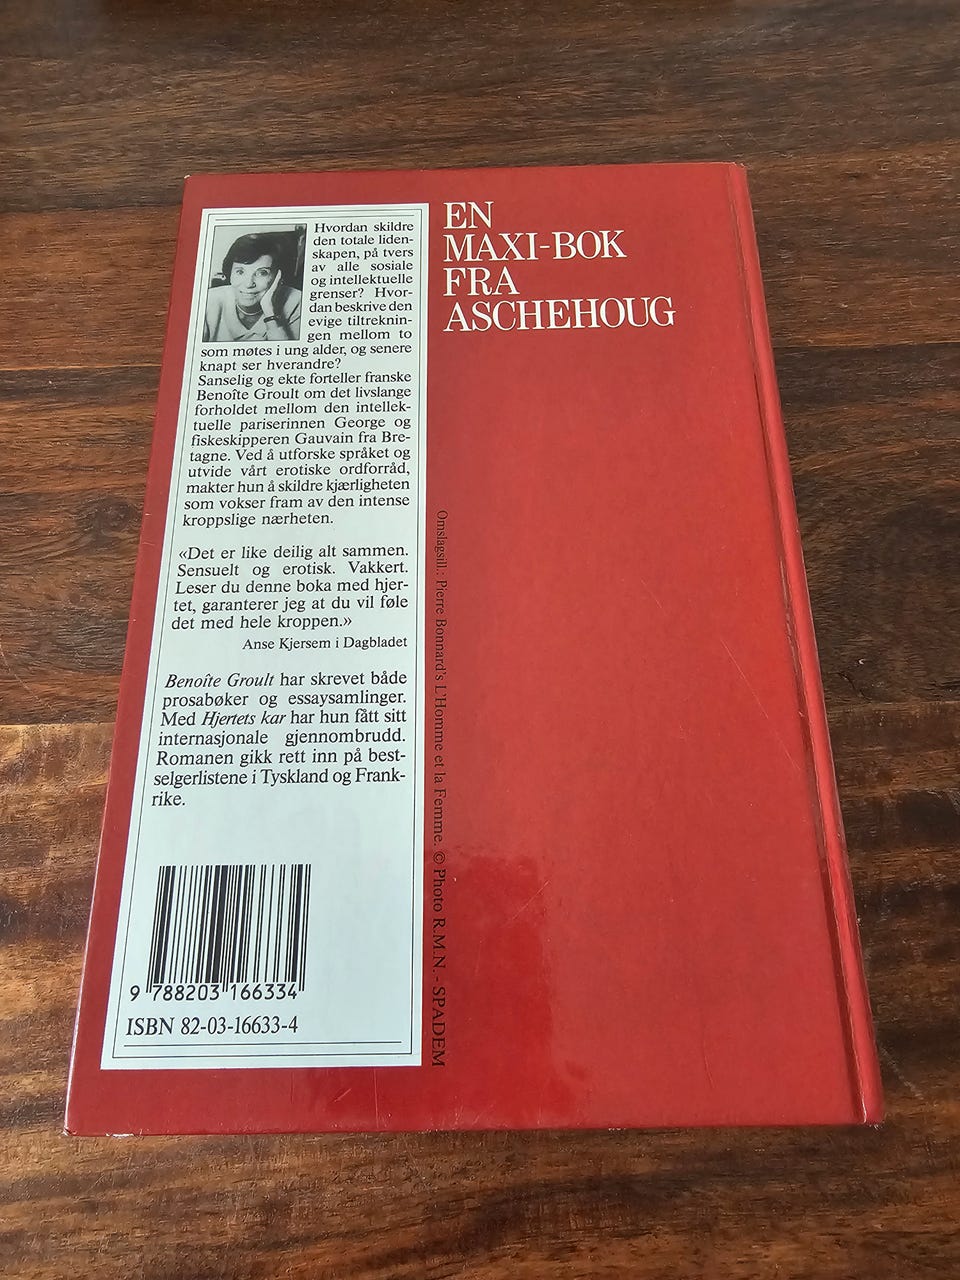 Hvordan skildre
den totale liden-
skapen, på tvers
av alle sosiale
og intellektuelle
grenser? Hvor-
dan beskrive den
evige tiltreknin-
gen mellom to
som møtes i ung alder, og senere
knapt ser hverandre?
Sanselig og ekte forteller franske
Benoîte Groult om det livslange
forholdet mellom den intellek-
tuelle pariserinnen George og
fiskeskipperen Gauvain fra Bre-
tagne. Ved å utforske språket og
utvide vårt erotiske ordforråd,
makter hun å skildre kjærligheten
som vokser fram av den intense
kroppslige nærheten.
«Det er like deilig alt sammen.
Sensuelt og erotisk. Vakkert.
Leser du denne boka med hjer-
tet, garanterer jeg at du vil føle
det med hele kroppen.»
Anse Kjersem i Dagbladet
Benoîte Groult har skrevet både
prosabøker og essaysamlinger.
Med Hjertets kar har hun fått sitt
internasjonale gjennombrudd.
Romanen gikk rett inn på best-
selgerlistene i Tyskland og Frank-
rike.
9 788203 166334
ISBN 82-03-16633-4
EN
MAXI-BOK
FRA
ASCHEHOUG
Omslagsill.: Pierre Bonnard's L'Homme et la Femme. © Photo R.M.N. - SPADEM